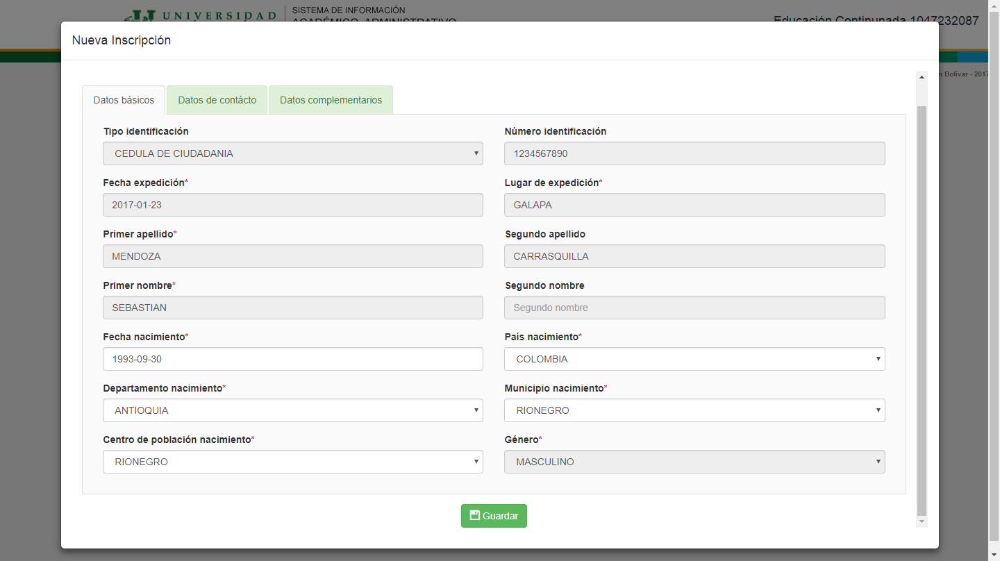 UNIVERSIDAD
SISTEMA DE INFORMACIÓN
ACADÉMICO ADMINISTRATIVO
Educación Continunada 1047232087
Nueva Inscripción
n Bolívar - 2017
Datos básicos Datos de contácto Datos complementarios
Tipo identificación Número identificación
CEDULA DE CIUDADANIA 1234567890
Fecha expedición* Lugar de expedición*
2017-01-23 GALAPA
Primer apellido* Segundo apellido
MENDOZA CARRASQUILLA
Primer nombre* Segundo nombre
SEBASTIAN Segundo nombre
Fecha nacimiento* País nacimiento*
1993-09-30 COLOMBIA
Departamento nacimiento* Municipio nacimiento*
ANTIOQUIA RIONEGRO
Centro de población nacimiento* Género*
RIONEGRO MASCULINO
Guardar